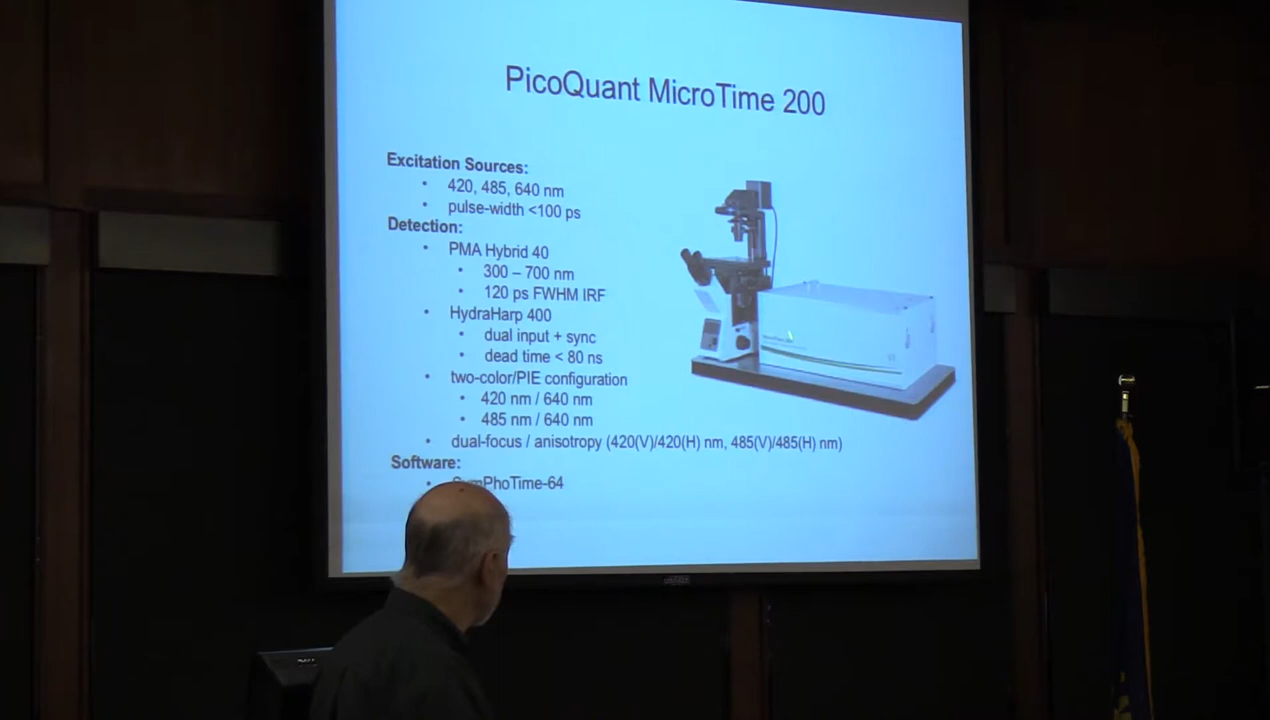 PicoQuant MicroTime 200
Excitation Sources:
• 420, 485, 640 nm
• pulse-width <100 ps
Detection:
• PMA Hybrid 40
• 300 – 700 nm
• 120 ps FWHM IRF
• HydraHarp 400
• dual input + sync
• dead time < 80 ns
• two-color/PIE configuration
• 420 nm / 640 nm
• 485 nm / 640 nm
• dual-focus / anisotropy (420(V)/420(H) nm, 485(V)/485(H) nm)
Software:
• SymPhoTime-64